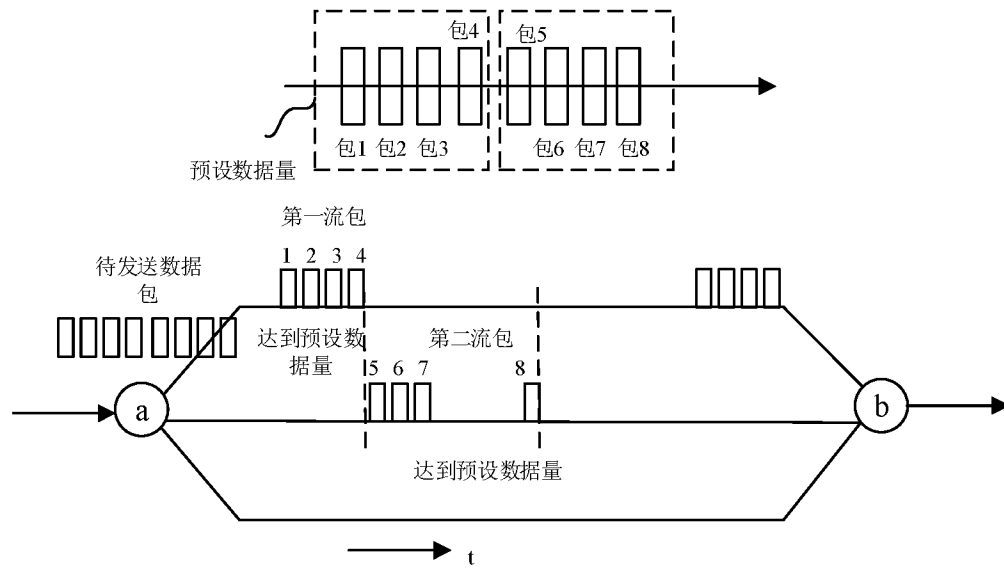 包4 包5
包1 包2 包3 包6 包7 包8
预设数据量
第一流包
1 2 3 4
待发送数据
包
达到预设数
据量
第二流包
5 6 7 8
a
b
达到预设数据量
t